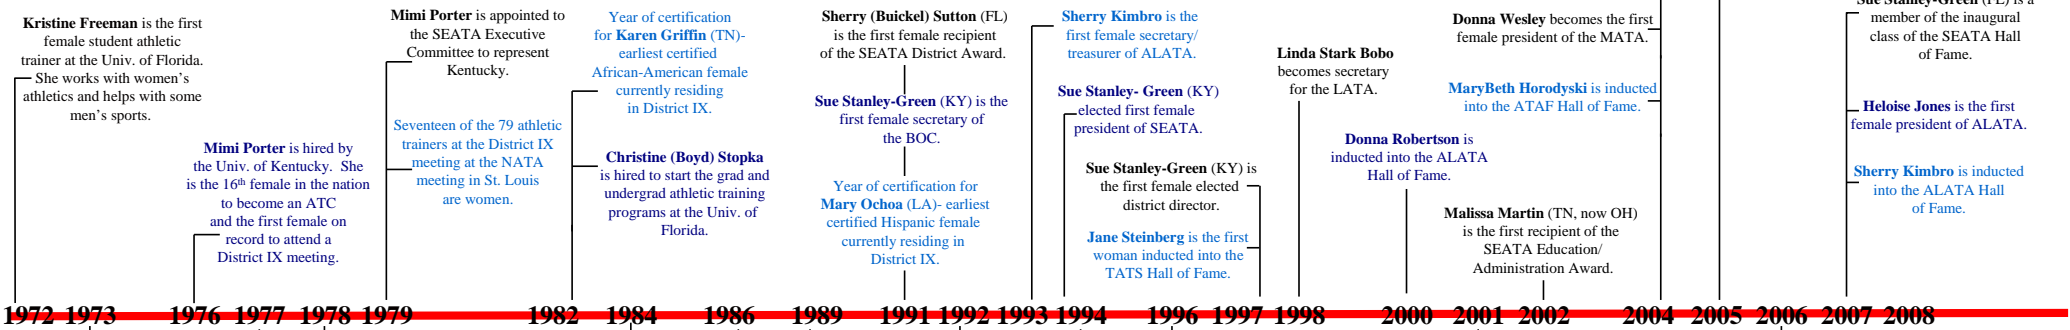 Kristine Freeman is the first
female student athletic
trainer at the Univ. of Florida.
She works with women's
athletics and helps with some
men's sports.
Mimi Porter is hired by
the Univ. of Kentucky. She
is the 16th female in the nation
to become an ATC
and the first female on
record to attend a
District IX meeting.
Mimi Porter is appointed to
the SEATA Executive
Committee to represent
Kentucky.
Seventeen of the 79 athletic
trainers at the District IX
meeting at the NATA
meeting in St. Louis
are women.
Year of certification
for Karen Griffin (TN)-
earliest certified
African-American female
currently residing
in District IX.
Christine (Boyd) Stopka
is hired to start the grad and
undergrad athletic training
programs at the Univ. of
Florida.
Sherry (Buickel) Sutton (FL)
is the first female recipient
of the SEATA District Award.
Sue Stanley-Green (KY) is the
first female secretary of
the BOC.
Year of certification for
Mary Ochoa (LA)- earliest
certified Hispanic female
currently residing in
District IX.
Sherry Kimbro is the
first female secretary/
treasurer of ALATA.
Sue Stanley- Green (KY)
elected first female
president of SEATA.
Sue Stanley-Green (KY) is
the first female elected
district director.
Jane Steinberg is the first
woman inducted into the
TATS Hall of Fame.
Linda Stark Bobo
becomes secretary
for the LATA.
Donna Robertson is
inducted into the ALATA
Hall of Fame.
Donna Wesley becomes the first
female president of the MATA.
MaryBeth Horodyski is inducted
into the ATAF Hall of Fame.
Malissa Martin (TN, now OH)
is the first recipient of the
SEATA Education/
Administration Award.
Sue Stanley-Green (FL) is a
member of the inaugural
class of the SEATA Hall
of Fame.
Heloise Jones is the first
female president of ALATA.
Sherry Kimbro is inducted
into the ALATA Hall
of Fame.
1972 1973 1976 1977 1978 1979 1982 1984 1986 1989 1991 1992 1993 1994 1996 1997 1998 2000 2001 2002 2004 2005 2006 2007 2008